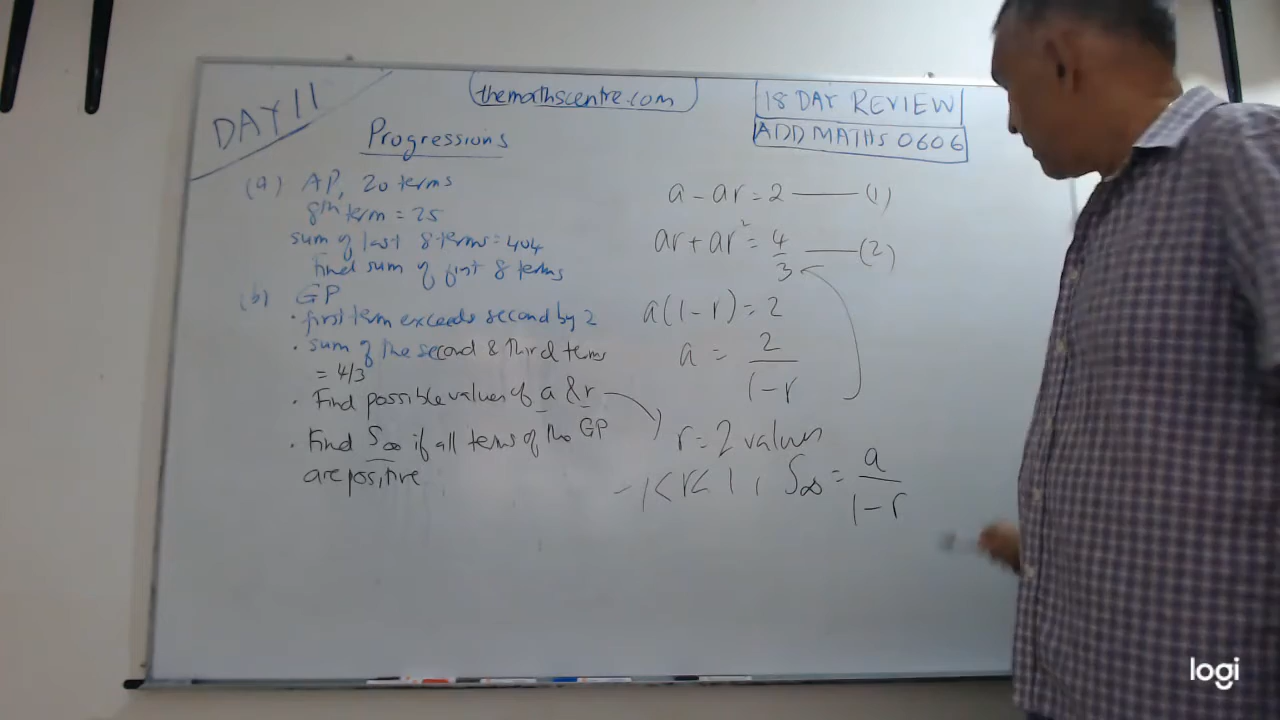 DAY 11
themathscentre.com
18 DAY REVIEW
ADD MATHS 0606
Progressions
(a) AP, 20 terms
8th term = 25
sum of last 8 terms = 404
Find sum of first 8 terms
(b) GP
• first term exceeds second by 2
• sum of the second & third term
= 4/3
• Find possible values of a & r
• Find S∞ if all terms of the GP
are positive
a - ar = 2 —— (1)
ar + ar² = 4/3 —— (2)
a(1-r) = 2
a = 2/(1-r)
r = 2 values
-1<r<1, S∞ = a/(1-r)
logi